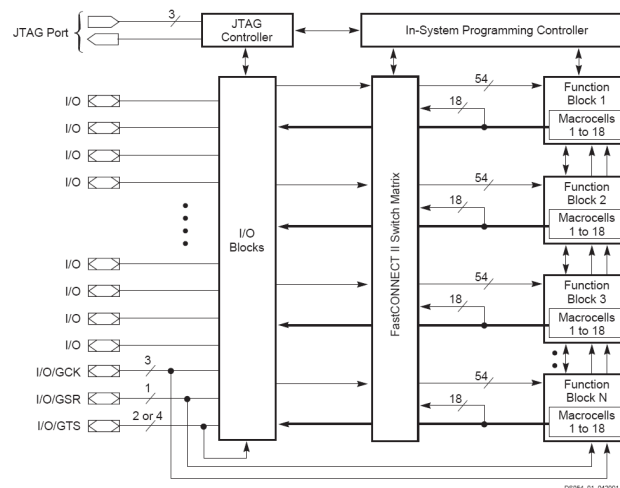 JTAG Port
3
JTAG
Controller
In-System Programming Controller
I/O
I/O
I/O
I/O
I/O
I/O
I/O
I/O
I/O/GCK
3
I/O/GSR
1
I/O/GTS
2 or 4
I/O
Blocks
FastCONNECT II Switch Matrix
54
18
Function
Block 1
Macrocells
1 to 18
54
18
Function
Block 2
Macrocells
1 to 18
54
18
Function
Block 3
Macrocells
1 to 18
54
18
Function
Block N
Macrocells
1 to 18